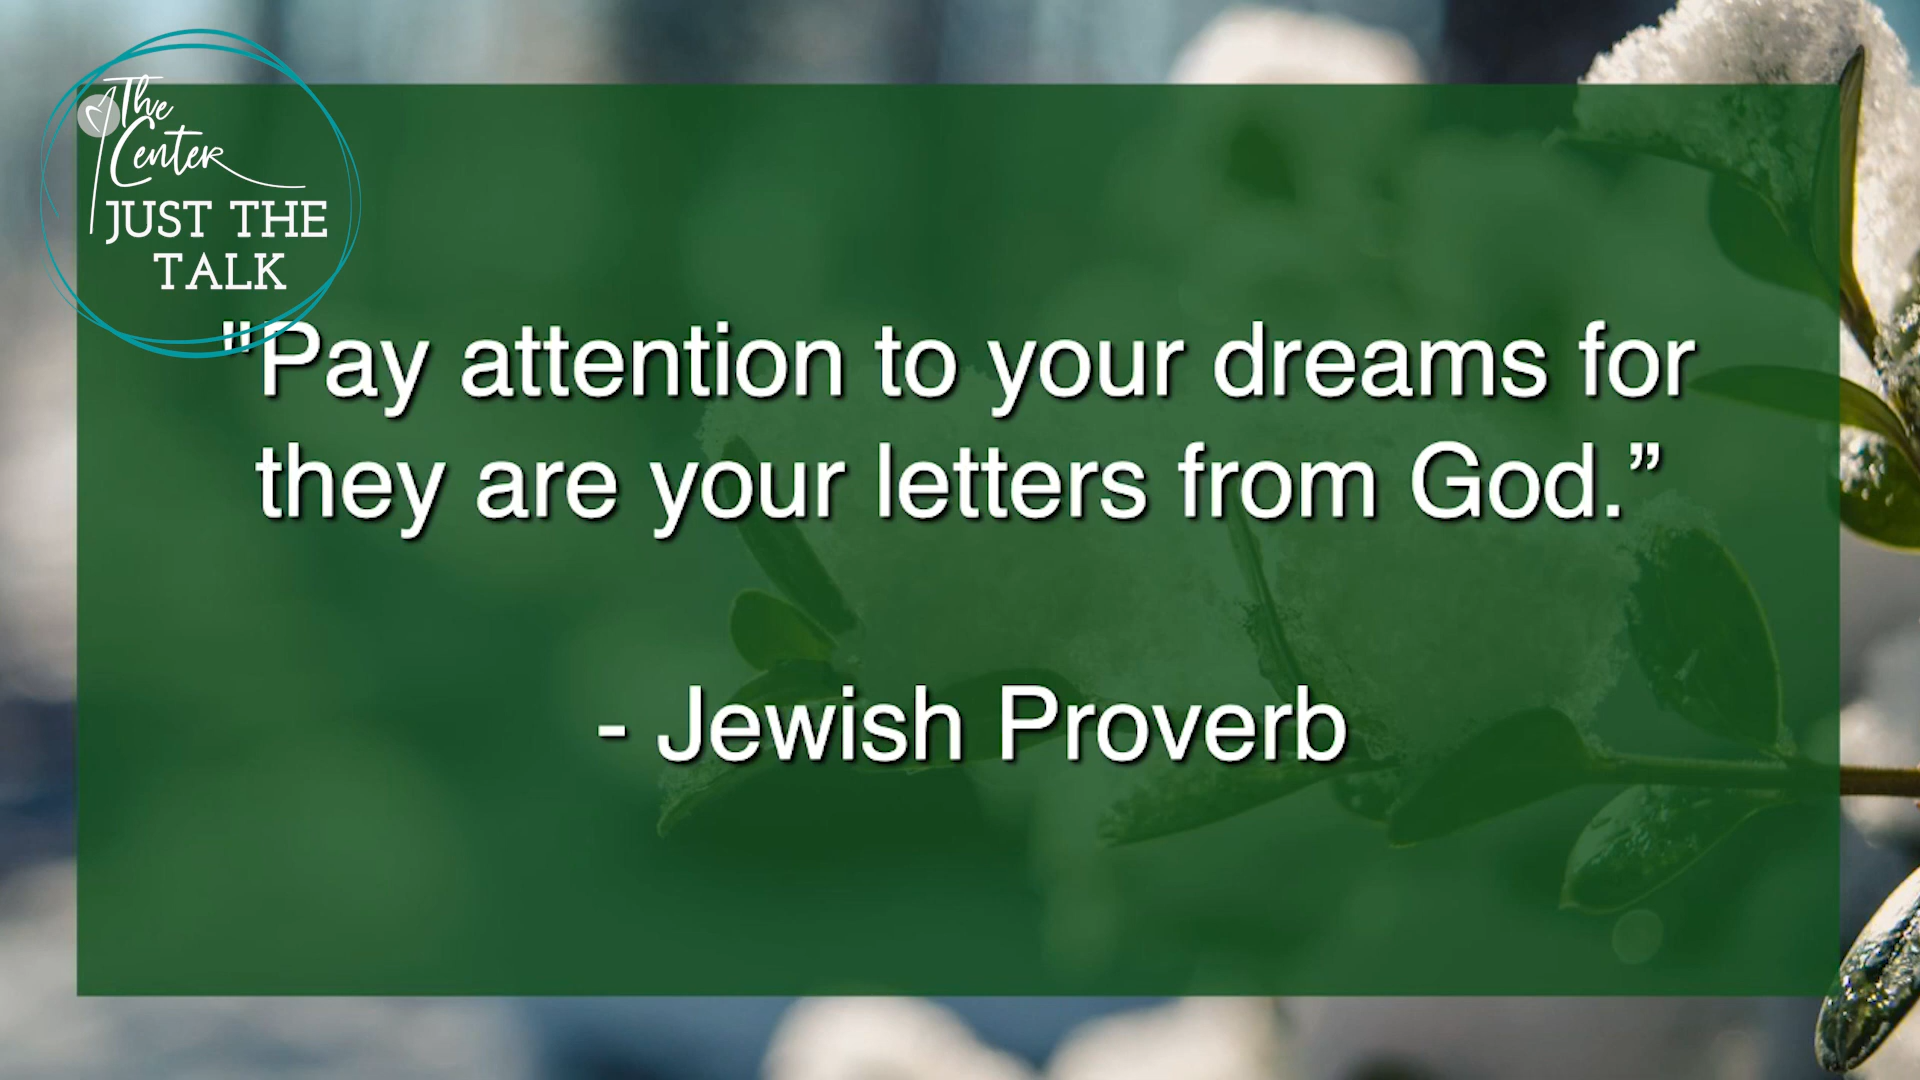 The
Center
JUST THE
TALK
"Pay attention to your dreams for
they are your letters from God.”
- Jewish Proverb